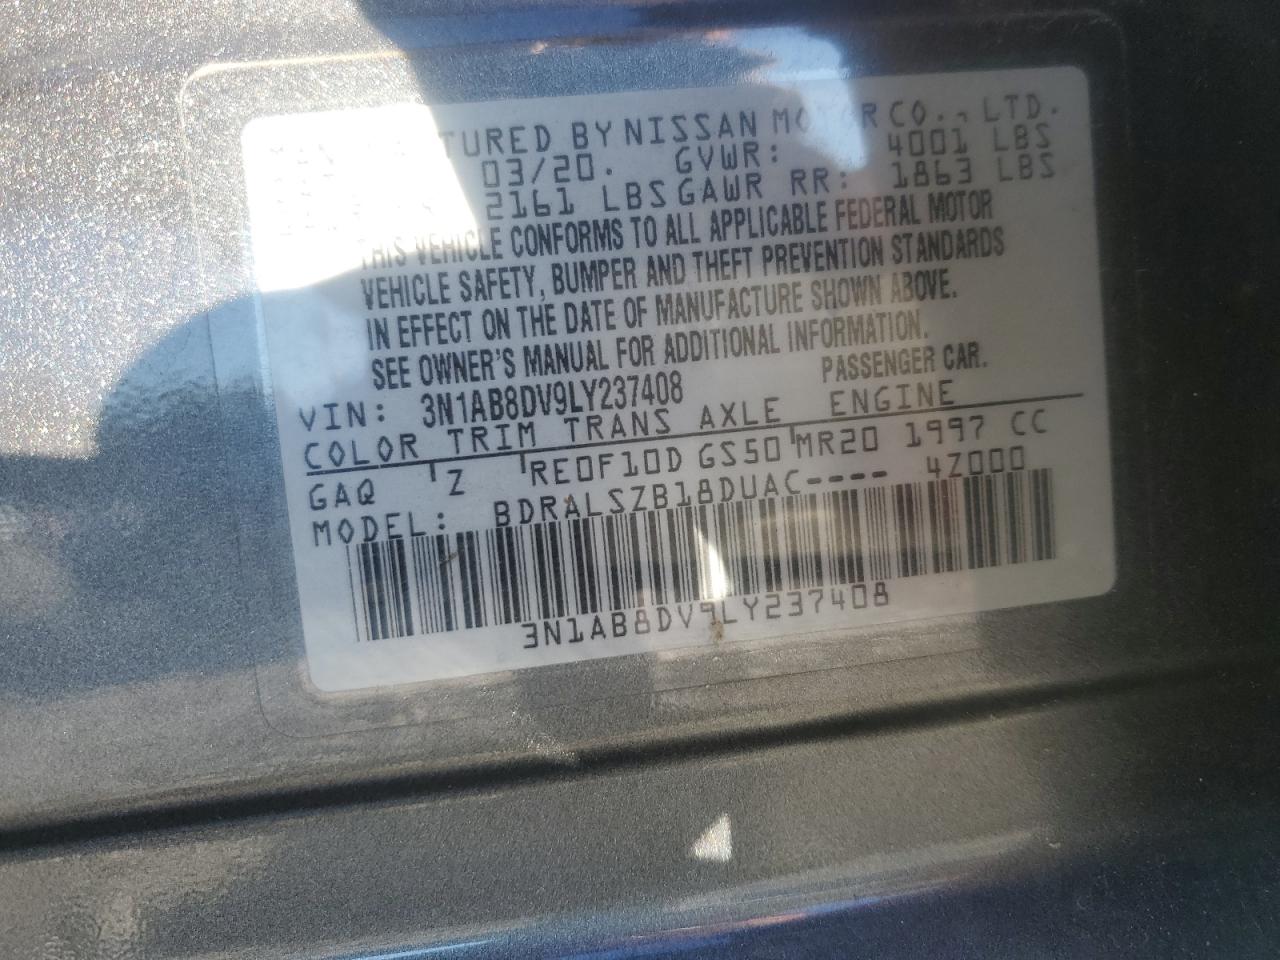 TURED BY NISSAN MOTOR CO., LTD.
03/20. GVWR: 4001 LBS
2161 LBS GAWR RR: 1863 LBS
THIS VEHICLE CONFORMS TO ALL APPLICABLE FEDERAL MOTOR
VEHICLE SAFETY, BUMPER AND THEFT PREVENTION STANDARDS
IN EFFECT ON THE DATE OF MANUFACTURE SHOWN ABOVE.
SEE OWNER'S MANUAL FOR ADDITIONAL INFORMATION.
VIN: 3N1AB8DV9LY237408 PASSENGER CAR.
COLOR TRIM TRANS AXLE ENGINE
GAQ Z RE0F10D GS50 MR20 1997 CC
MODEL: BDRALSZB18DUAC---- 4Z000
3N1AB8DV9LY237408